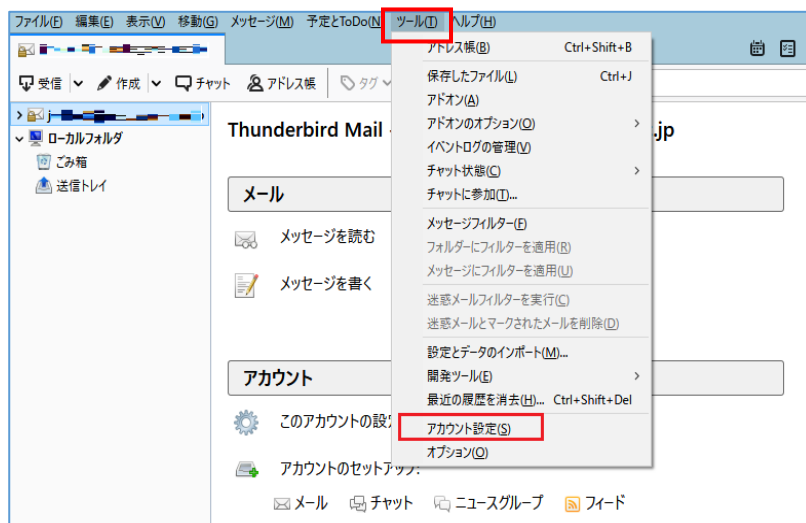 ファイル(F) 編集(E) 表示(V) 移動(G) メッセージ(M) 予定とToDo(N) ツール(T) ヘルプ(H)
受信 作成 チャット アドレス帳 タグ
ローカルフォルダ
ごみ箱
送信トレイ
Thunderbird Mail
.jp
メール
メッセージを読む
メッセージを書く
アカウント
このアカウントの設
アカウントのセットアップ:
メール チャット ニュースグループ フィード
アドレス帳(B) Ctrl+Shift+B
保存したファイル(L) Ctrl+J
アドオン(A)
アドオンのオプション(O)
イベントログの管理(V)
チャット状態(C)
チャットに参加(T)...
メッセージフィルター(F)
フォルダーにフィルターを適用(R)
メッセージにフィルターを適用(U)
迷惑メールフィルターを実行(C)
迷惑メールとマークされたメールを削除(D)
設定とデータのインポート(M)...
開発ツール(E)
最近の履歴を消去(H)... Ctrl+Shift+Del
アカウント設定(S)
オプション(O)